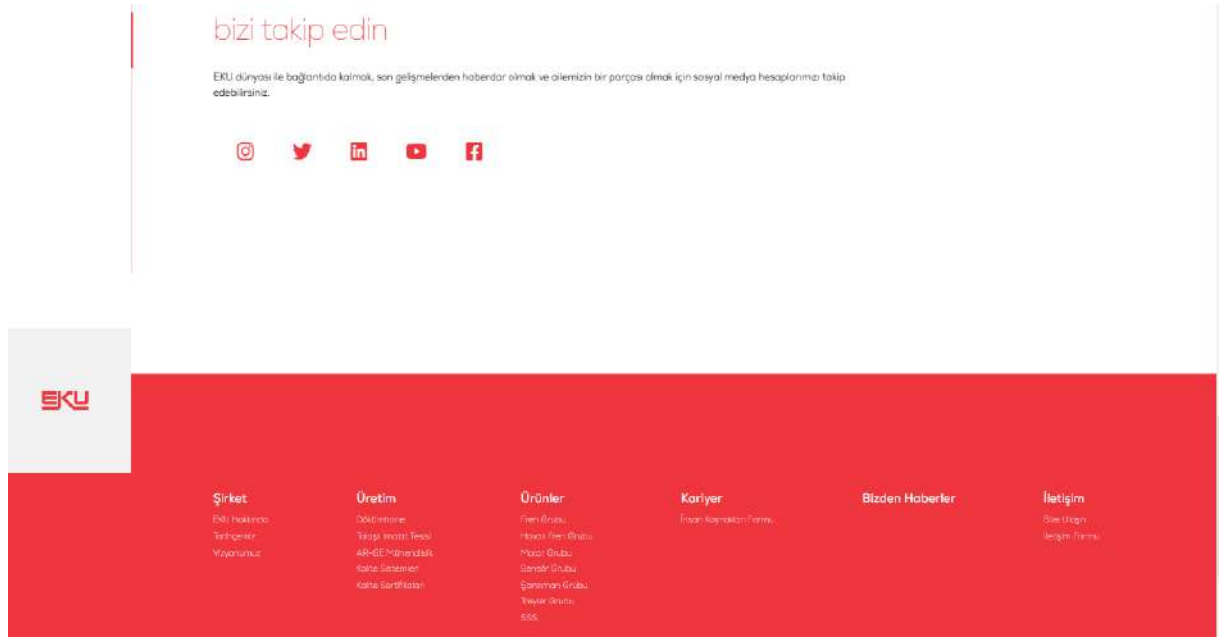 bizi takip edin
EKU dünyası ile bağlantıda kalmak, son gelişmelerden haberdar olmak ve ailemizin bir parçası olmak için sosyal medya hesaplarımızı takip
edebilirsiniz.
EKU
Şirket
EKU Hakkında
Tarihçemiz
Vizyonumuz
Üretim
Dökümhane
Talaşlı İmalat Tesisi
AR-GE Mühendislik
Kalite Sistemleri
Kalite Sertifikaları
Ürünler
Fren Grubu
Havalı Fren Grubu
Motor Grubu
Sensör Grubu
Şanzıman Grubu
Treyler Grubu
SSS
Kariyer
İnsan Kaynakları Formu
Bizden Haberler
İletişim
Bize Ulaşın
İletişim Formu